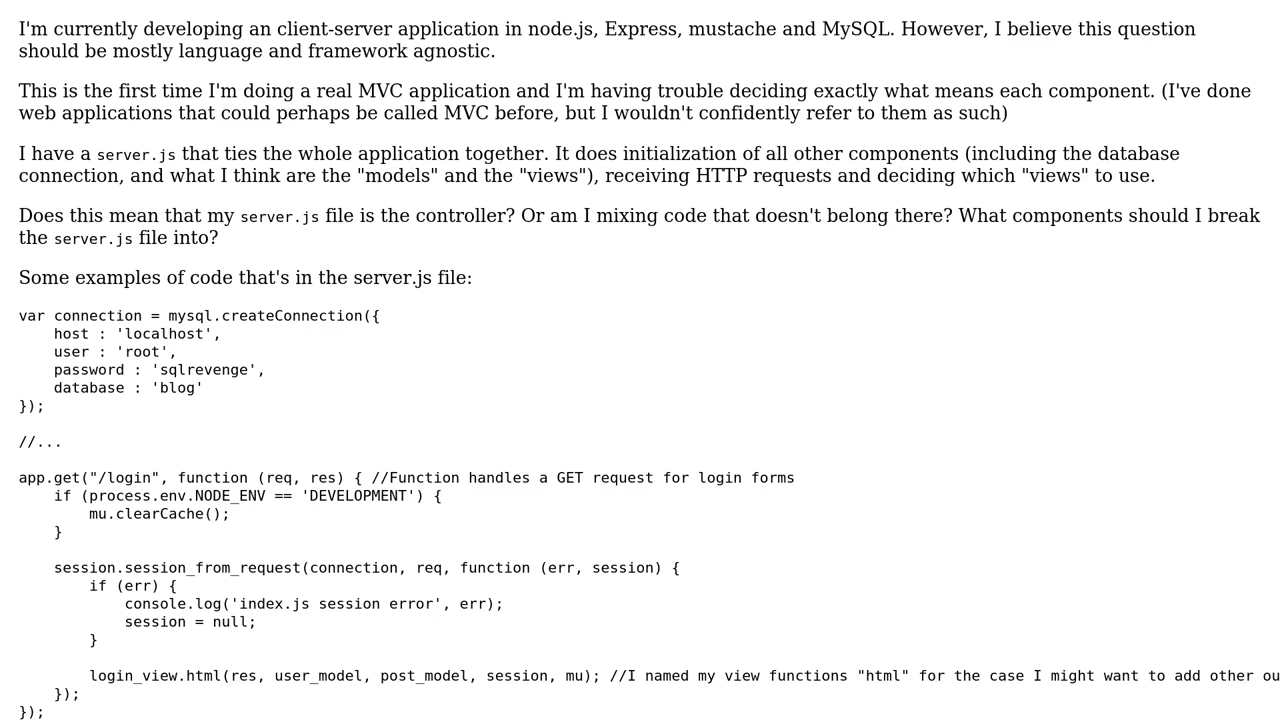 I'm currently developing an client-server application in node.js, Express, mustache and MySQL. However, I believe this question
should be mostly language and framework agnostic.
This is the first time I'm doing a real MVC application and I'm having trouble deciding exactly what means each component. (I've done
web applications that could perhaps be called MVC before, but I wouldn't confidently refer to them as such)
I have a server.js that ties the whole application together. It does initialization of all other components (including the database
connection, and what I think are the "models" and the "views"), receiving HTTP requests and deciding which "views" to use.
Does this mean that my server.js file is the controller? Or am I mixing code that doesn't belong there? What components should I break
the server.js file into?
Some examples of code that's in the server.js file:
var connection = mysql.createConnection({
    host : 'localhost',
    user : 'root',
    password : 'sqlrevenge',
    database : 'blog'
});
//...
app.get("/login", function (req, res) { //Function handles a GET request for login forms
    if (process.env.NODE_ENV == 'DEVELOPMENT') {
        mu.clearCache();
    }
    session.session_from_request(connection, req, function (err, session) {
        if (err) {
            console.log('index.js session error', err);
            session = null;
        }
        login_view.html(res, user_model, post_model, session, mu); //I named my view functions "html" for the case I might want to add other
    });
});